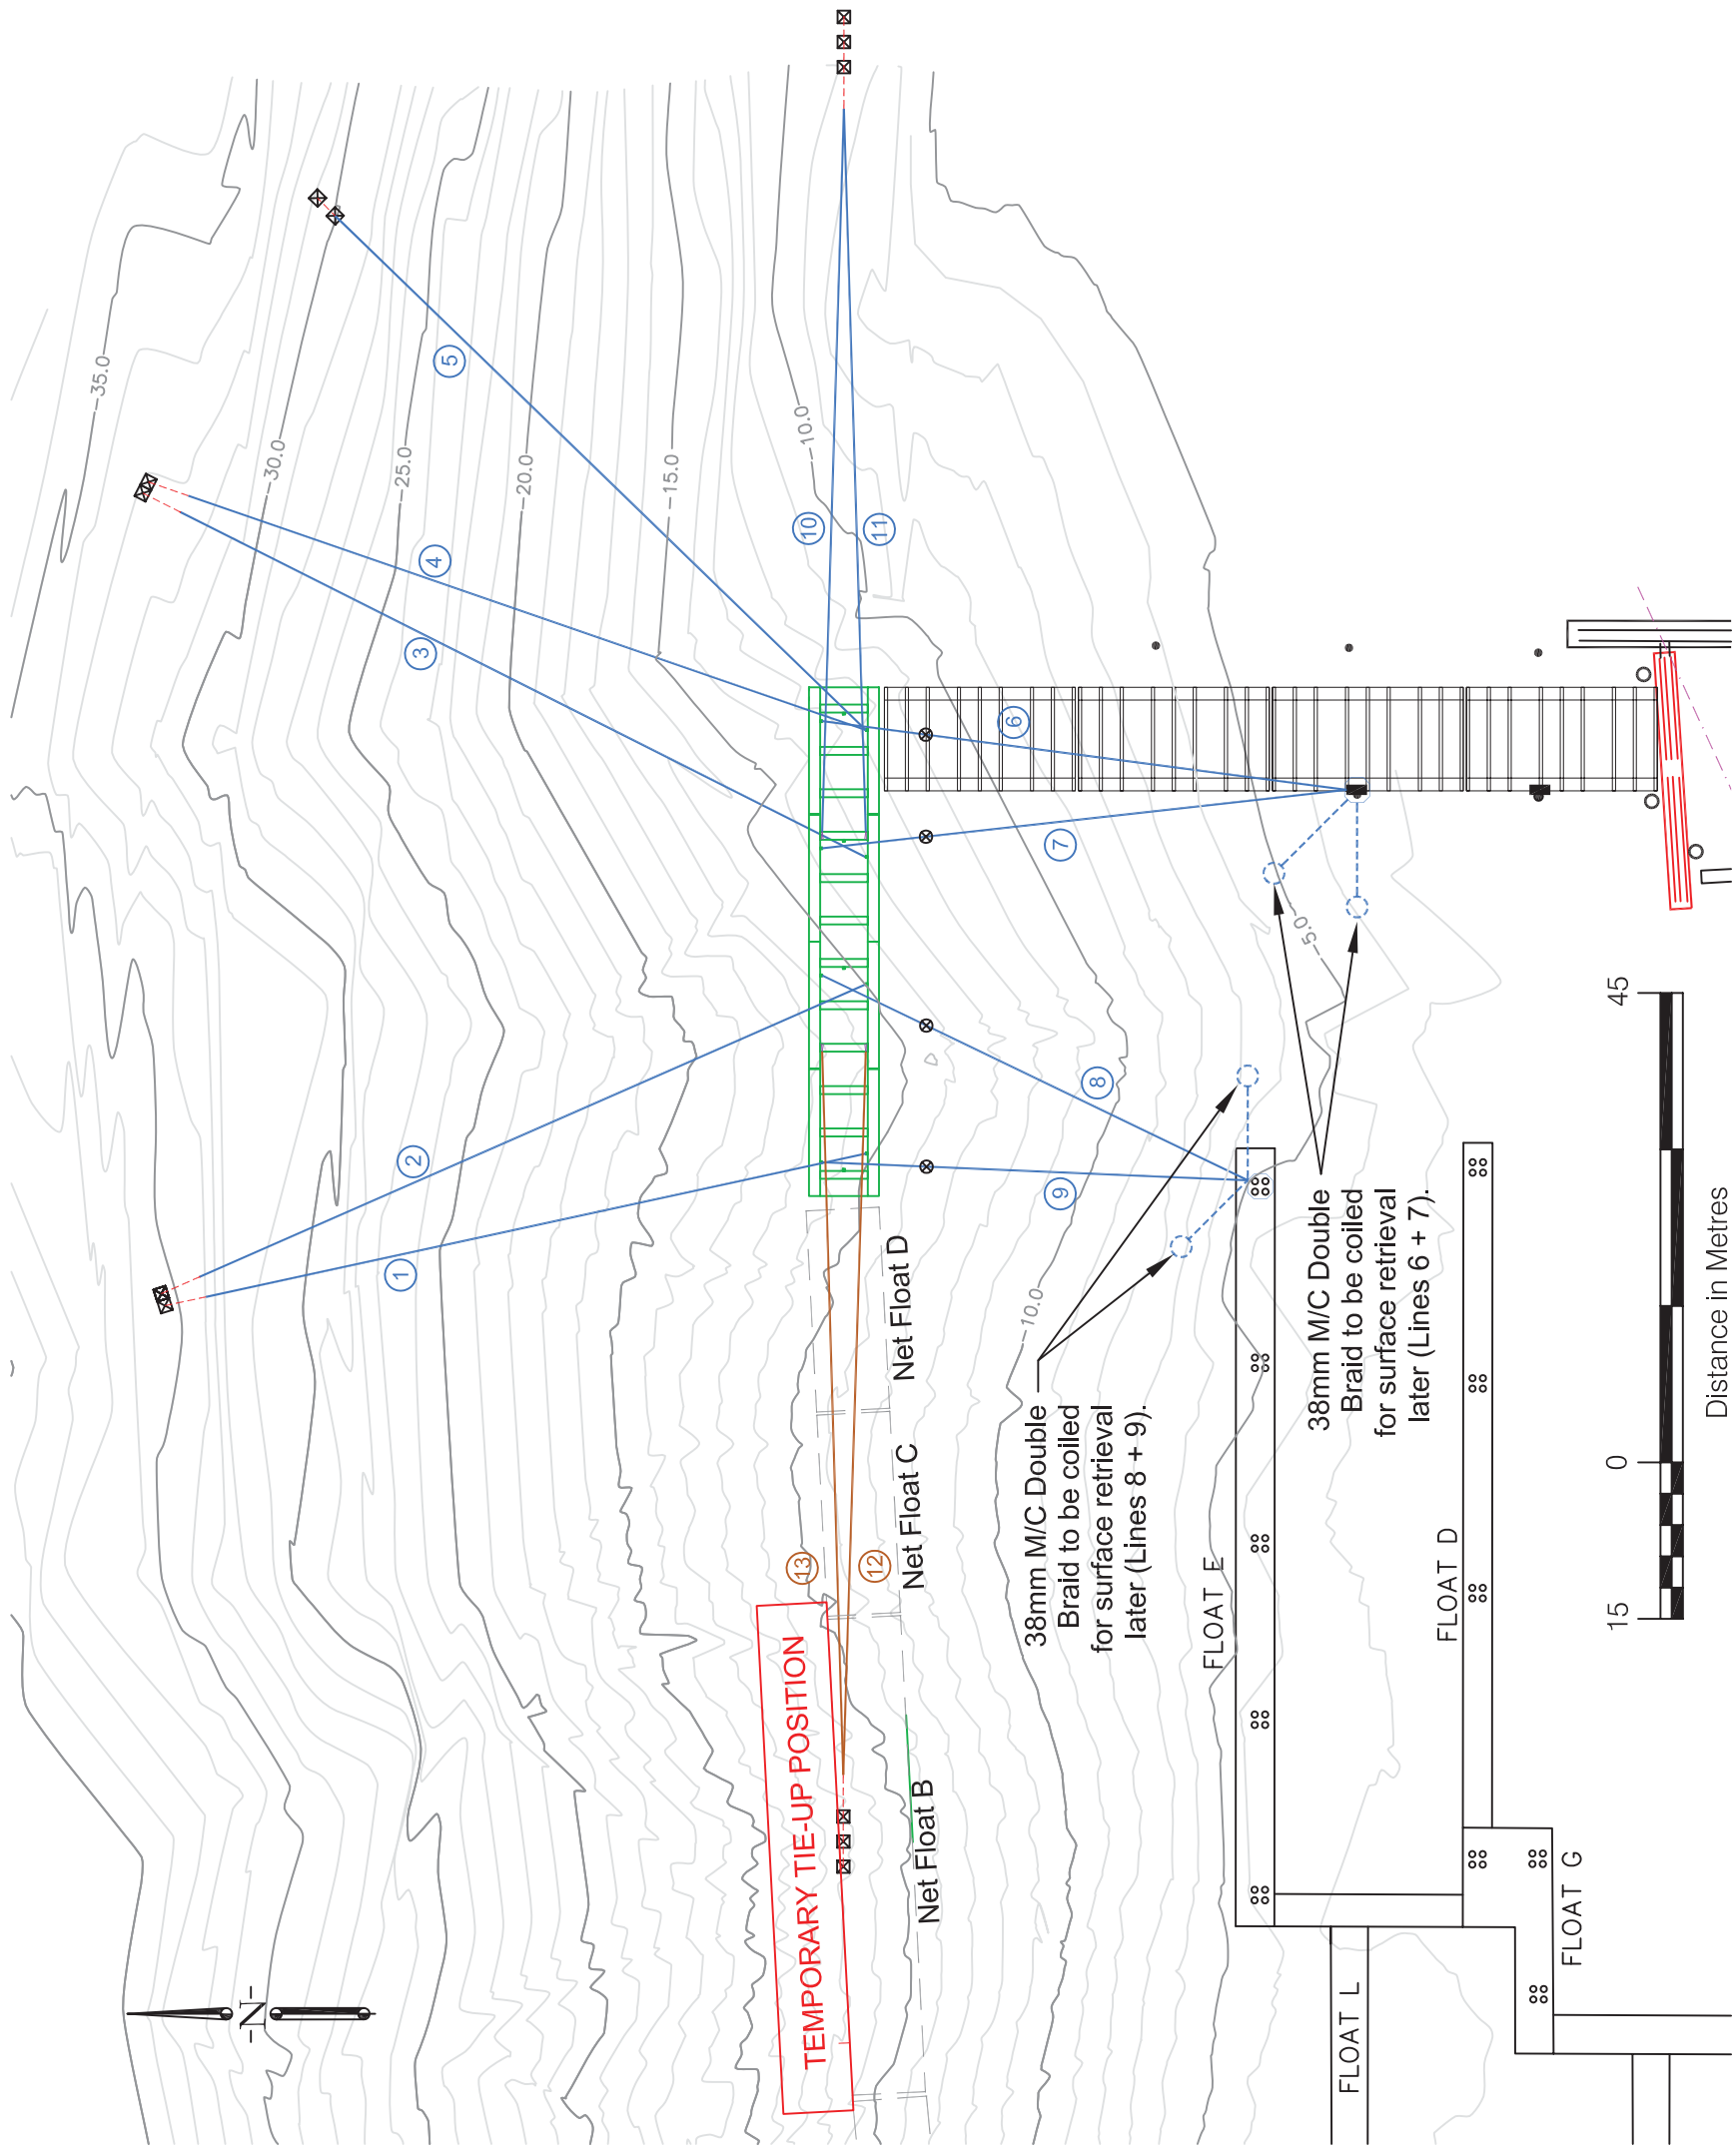 -N-
-35.0-
-30.0-
-25.0-
-20.0-
-15.0-
-10.0-
-10.0-
-5.0-
1
2
3
4
5
6
7
8
9
10
11
12
13
TEMPORARY TIE-UP POSITION
Net Float B
Net Float C
Net Float D
38mm M/C Double
Braid to be coiled
for surface retrieval
later (Lines 8 + 9).
38mm M/C Double
Braid to be coiled
for surface retrieval
later (Lines 6 + 7).
FLOAT E
FLOAT D
FLOAT L
FLOAT G
15 0 45
Distance in Metres